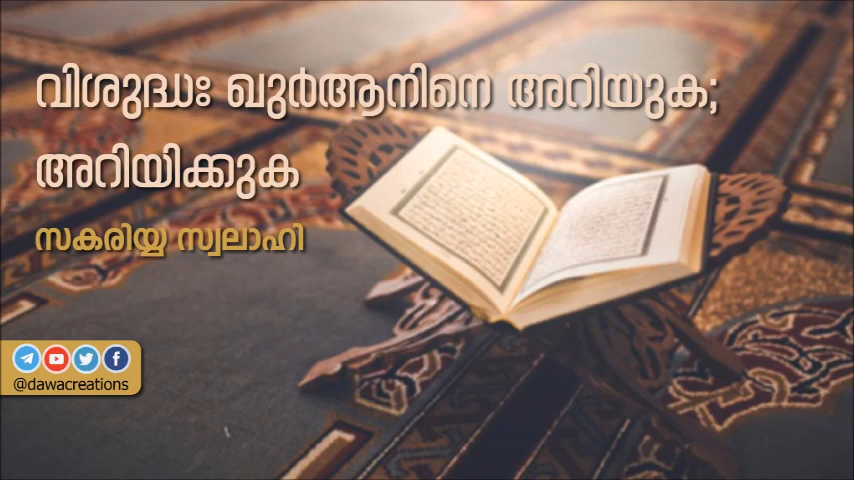 വിശുദ്ധഃ ഖുർആനിനെ അറിയുക;
അറിയിക്കുക
സകരിയ്യ സ്വലാഹി
@dawacreations